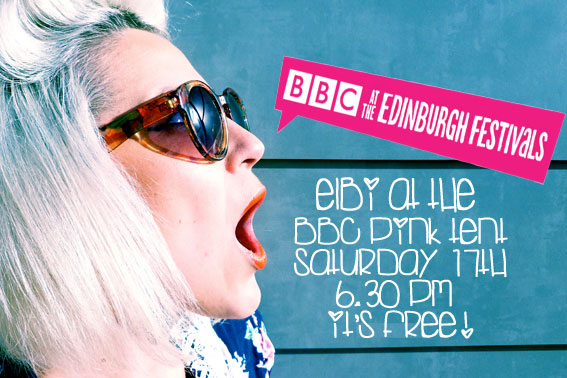 BBC AT THE EDINBURGH FESTIVALS
Elbi at the
BBC Pink tent
Saturday 17th
6.30 PM
it's free!